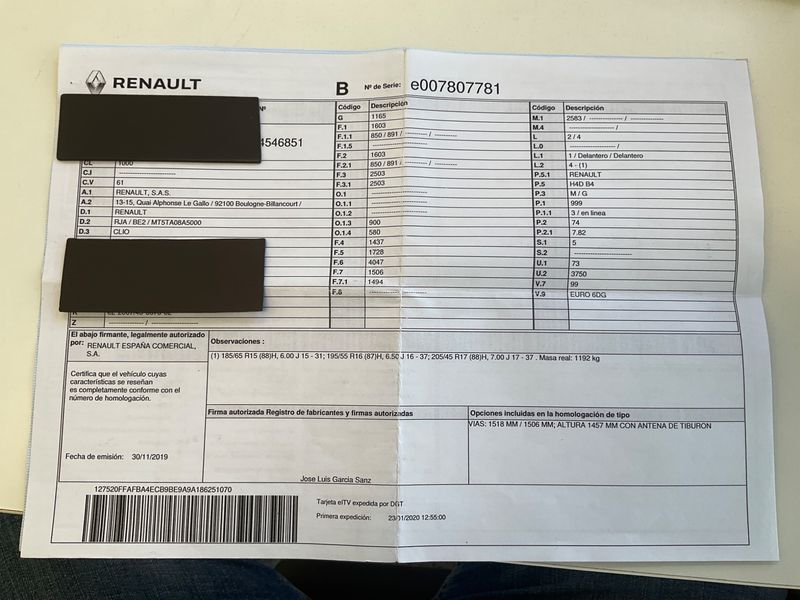 RENAULT
B Nº de Serie: e007807781
Nº
4546851
CL 1000
C.I ------------------
C.V 61
A.1 RENAULT, S.A.S.
A.2 13-15, Quai Alphonse Le Gallo / 92100 Boulogne-Billancourt /
D.1 RENAULT
D.2 RJA / BE2 / MT5TA08A5000
D.3 CLIO
K
Z --------------- / ---------------
Código Descripción
G 1165
F.1 1603
F.1.1 850 / 891 / --------- / ---------
F.1.5 ------------------
F.2 1603
F.2.1 850 / 891 / --------- / ---------
F.3 2503
F.3.1 2503
O.1 ------------------
O.1.1 ------------------
O.1.2 ------------------
O.1.3 900
O.1.4 580
F.4 1437
F.5 1728
F.6 4047
F.7 1506
F.7.1 1494
F.8 ------------------
Código Descripción
M.1 2583 / --------------- / ---------------
M.4 --------------- /
L 2 / 4
L.0 --------------- /
L.1 1 / Delantero / Delantero
L.2 4 - (1)
P.5.1 RENAULT
P.5 H4D B4
P.3 M / G
P.1 999
P.1.1 3 / en linea
P.2 74
P.2.1 7.82
S.1 5
S.2 ------------------
U.1 73
U.2 3750
V.7 99
V.9 EURO 6DG
El abajo firmante, legalmente autorizado
por: RENAULT ESPAÑA COMERCIAL,
S.A.
Certifica que el vehículo cuyas
características se reseñan
es completamente conforme con el
número de homologación.
Fecha de emisión: 30/11/2019
Observaciones :
(1) 185/65 R15 (88)H, 6.00 J 15 - 31; 195/55 R16 (87)H, 6.50 J 16 - 37; 205/45 R17 (88)H, 7.00 J 17 - 37 . Masa real: 1192 kg
Firma autorizada Registro de fabricantes y firmas autorizadas
Jose Luis Garcia Sanz
Opciones incluidas en la homologación de tipo
VIAS: 1518 MM / 1506 MM; ALTURA 1457 MM CON ANTENA DE TIBURON
127520FFAFBA4ECB9BE9A9A186251070
Tarjeta eITV expedida por DGT
Primera expedición: 23/01/2020 12:55:00